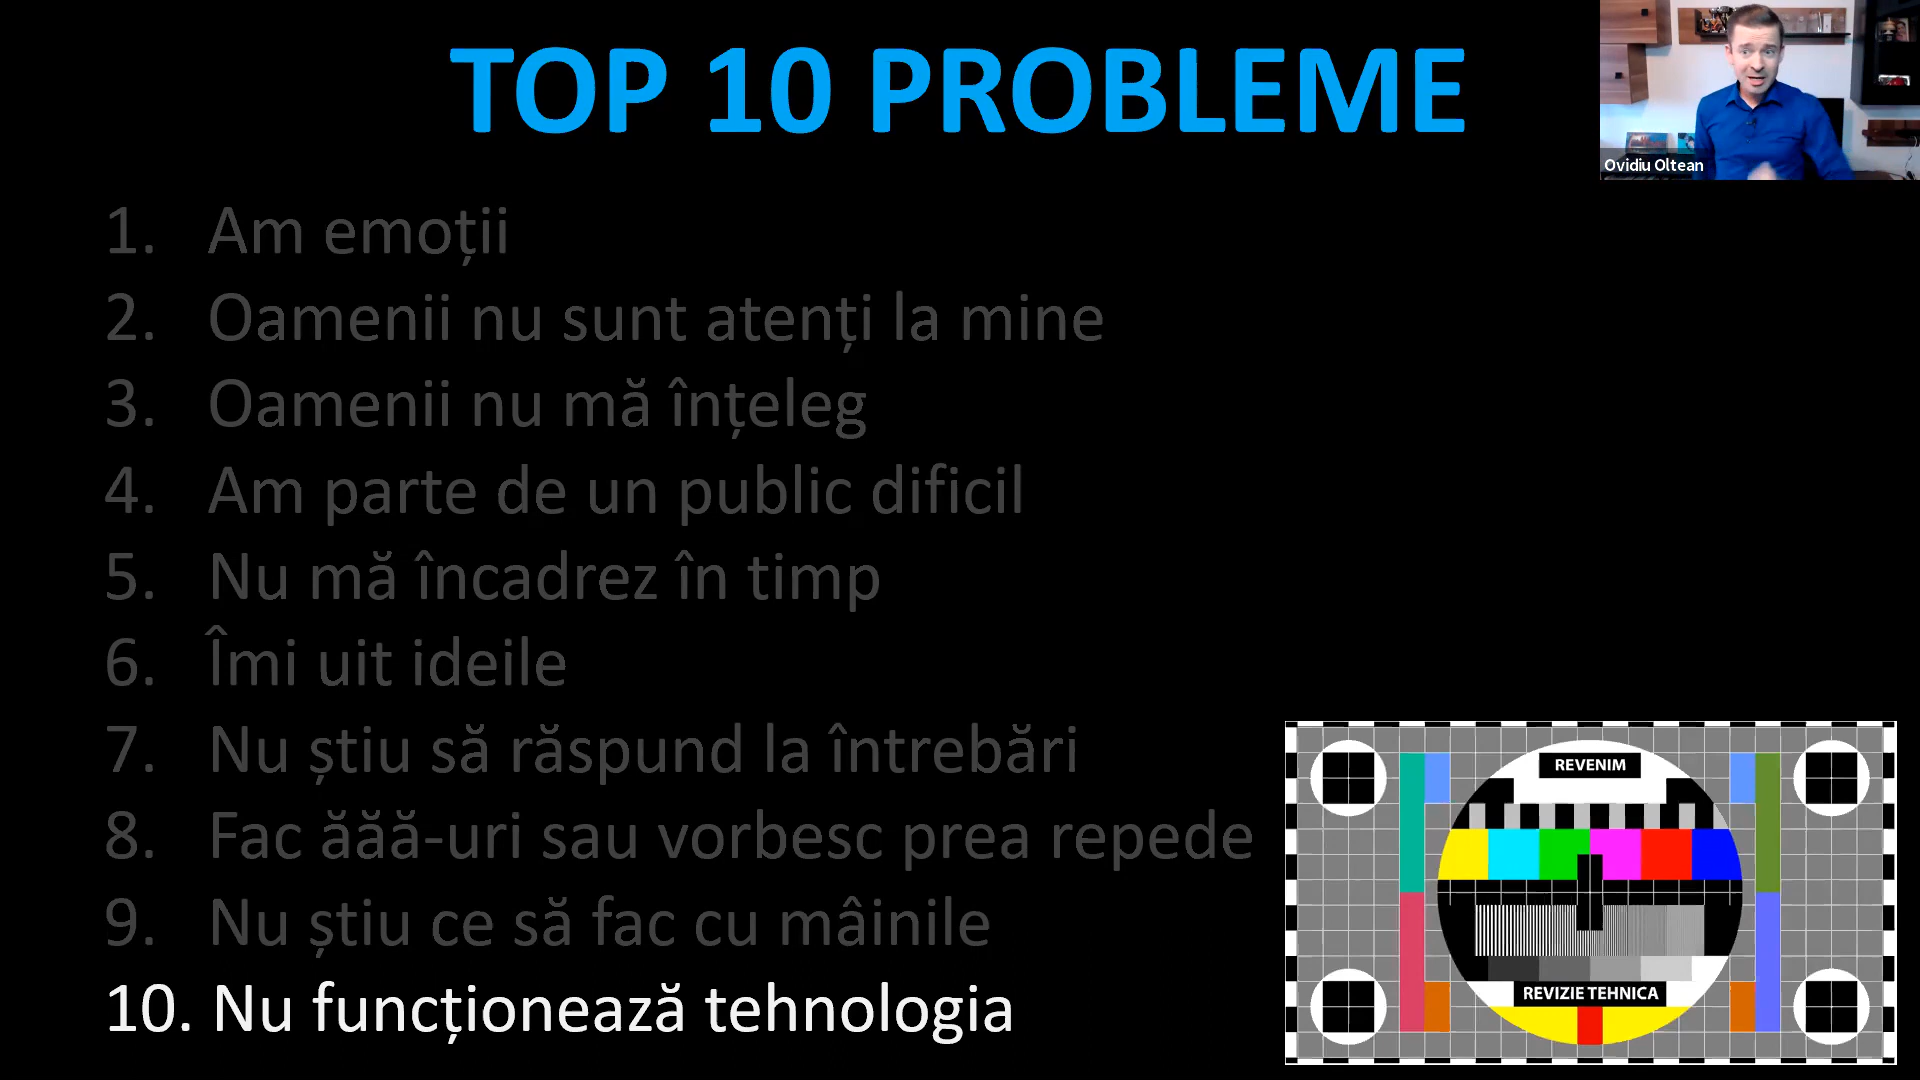 TOP 10 PROBLEME
Ovidiu Oltean
1. Am emoții
2. Oamenii nu sunt atenți la mine
3. Oamenii nu mă înțeleg
4. Am parte de un public dificil
5. Nu mă încadrez în timp
6. Îmi uit ideile
7. Nu știu să răspund la întrebări
8. Fac ăăă-uri sau vorbesc prea repede
9. Nu știu ce să fac cu mâinile
10. Nu funcționează tehnologia
REVENIM
REVIZIE TEHNICA